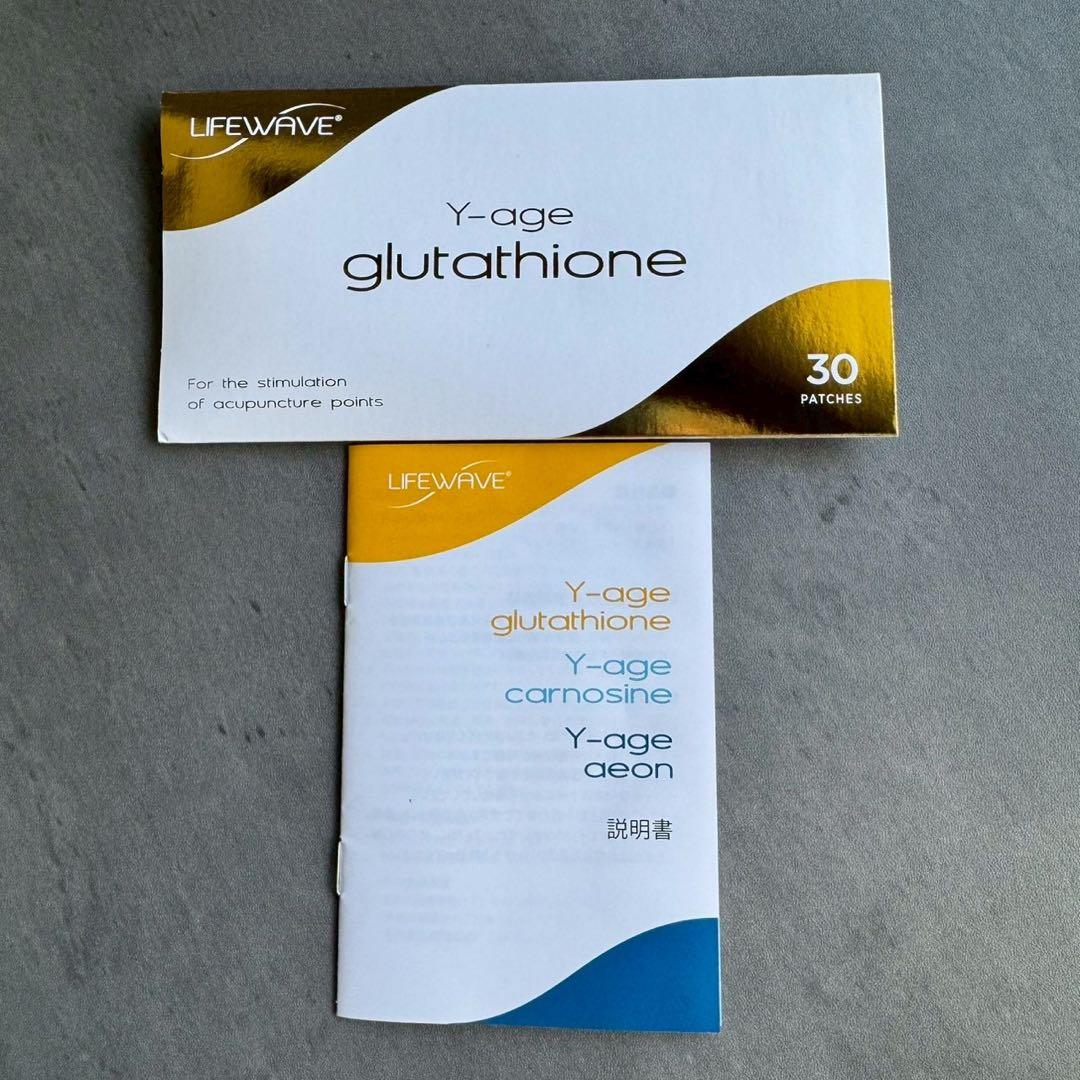 LIFEWAVE®
Y-age
glutathione
For the stimulation
of acupuncture points
30
PATCHES
LIFEWAVE®
Y-age
glutathione
Y-age
carnosine
Y-age
aeon
説明書